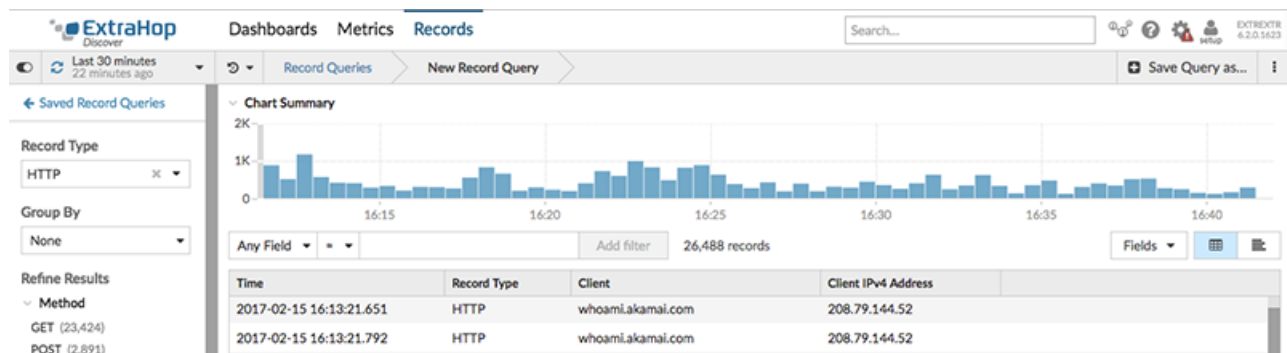 ExtraHop
Discover
Dashboards Metrics Records
Search...
setup
EXTREXTR
6.2.0.1623
Last 30 minutes
22 minutes ago
Record Queries
New Record Query
Save Query as...
Saved Record Queries
Record Type
HTTP
Group By
None
Refine Results
Method
GET (23,424)
POST (2,891)
Chart Summary
2K
1K
0
16:15 16:20 16:25 16:30 16:35 16:40
Any Field = Add filter 26,488 records Fields
Time Record Type Client Client IPv4 Address
2017-02-15 16:13:21.651 HTTP whoami.akamai.com 208.79.144.52
2017-02-15 16:13:21.792 HTTP whoami.akamai.com 208.79.144.52